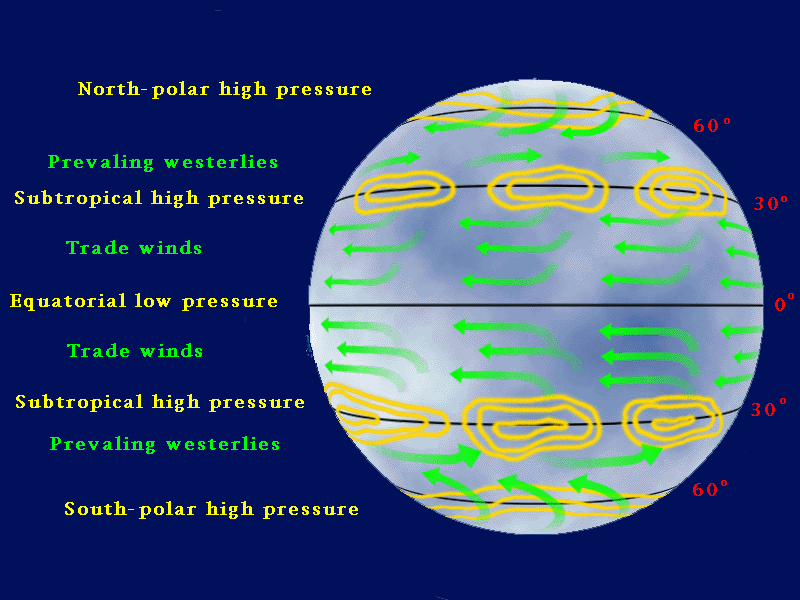 North-polar high pressure
60°
Prevaling westerlies
Subtropical high pressure
30°
Trade winds
Equatorial low pressure
0°
Trade winds
Subtropical high pressure
30°
Prevaling westerlies
60°
South-polar high pressure